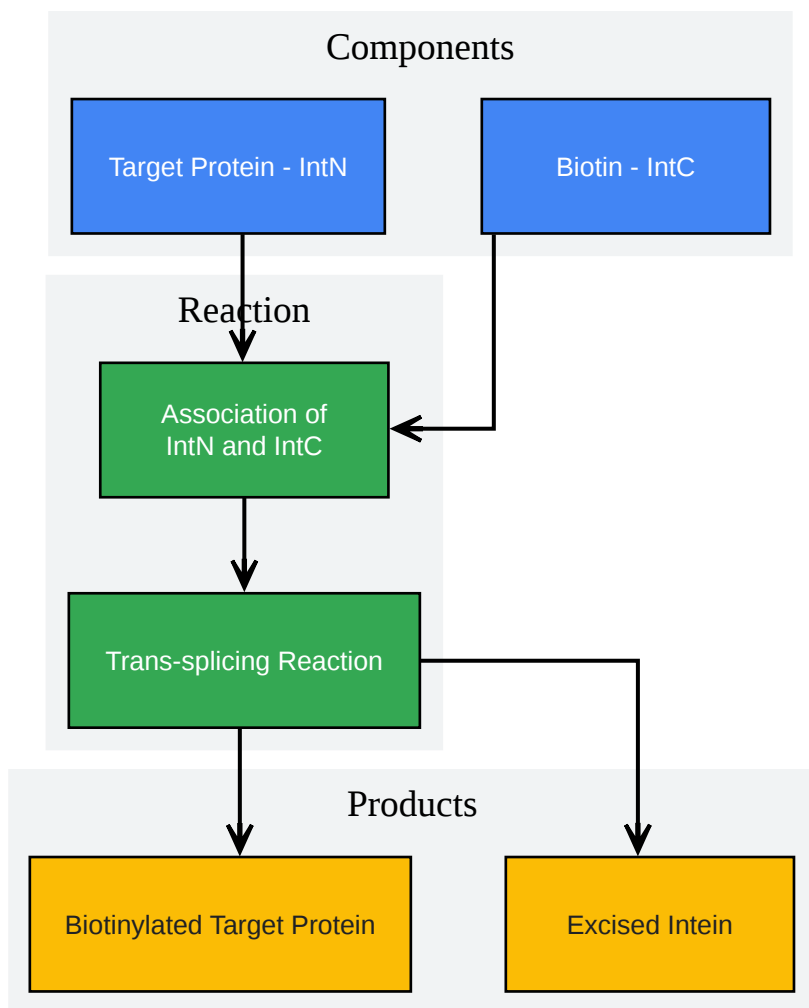 Components
Target Protein - IntN
Biotin - IntC
Reaction
Association of
IntN and IntC
Trans-splicing Reaction
Products
Biotinylated Target Protein
Excised Intein